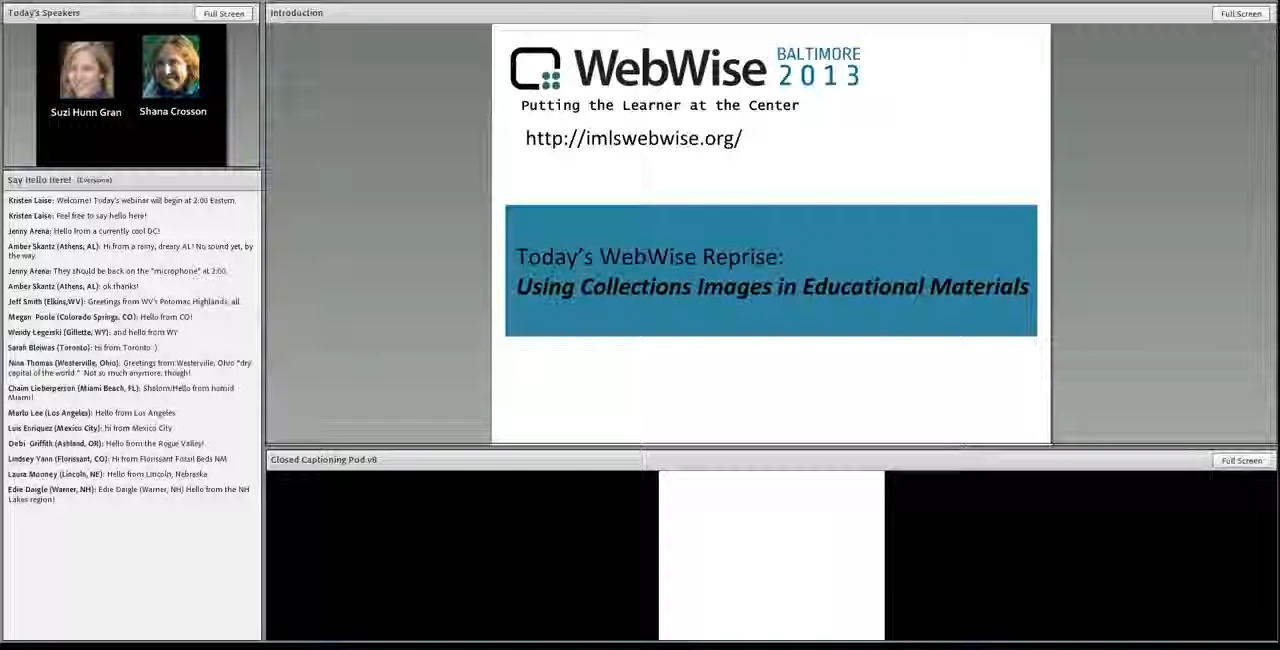 Today's Speakers
Full Screen
Suzi Hunn Gran
Shana Crosson
Say Hello Here! (Everyone)
Kristen Laise: Welcome! Today's webinar will begin at 2:00 Eastern.
Kristen Laise: Feel free to say hello here!
Jenny Arena: Hello from a currently cool DC!
Amber Skantz (Athens, AL): Hi from a rainy, dreary AL! No sound yet, by
the way.
Jenny Arena: They should be back on the "microphone" at 2:00.
Amber Skantz (Athens, AL): ok thanks!
Jeff Smith (Elkins,WV): Greetings from WV's Potomac Highlands, all.
Megan Poole (Colorado Springs, CO): Hello from CO!
Wendy Legerski (Gillette, WY): and hello from WY
Sarah Bleiwas (Toronto): Hi from Toronto :)
Nina Thomas (Westerville, Ohio): Greetings from Westerville, Ohio "dry
capital of the world." Not so much anymore, though!
Chaim Lieberperson (Miami Beach, FL): Shalom/Hello from humid
Miami!
Marlo Lee (Los Angeles): Hello from Los Angeles
Luis Enriquez (Mexico City): hi from Mexico City
Debi Griffith (Ashland, OR): Hello from the Rogue Valley!
Lindsey Yann (Florissant, CO): Hi from Florissant Fossil Beds NM
Laura Mooney (Lincoln, NE): Hello from Lincoln, Nebraska
Edie Daigle (Warner, NH): Edie Daigle (Warner, NH) Hello from the NH
Lakes region!
Introduction
Full Screen
WebWise BALTIMORE
2013
Putting the Learner at the Center
http://imlswebwise.org/
Today's WebWise Reprise:
Using Collections Images in Educational Materials
Closed Captioning Pod v8
Full Screen